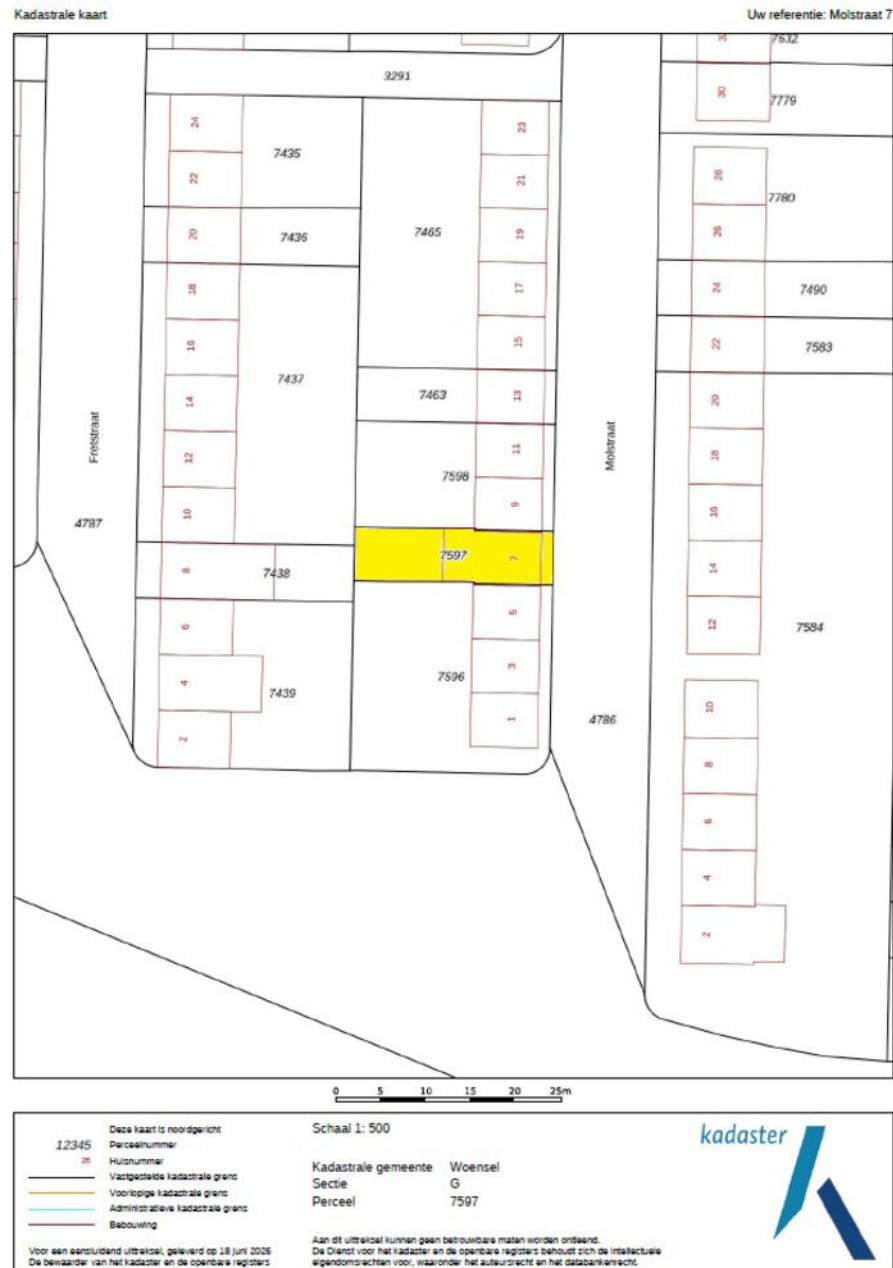 Kadastrale kaart
Uw referentie: Molstraat 7
7632
3291
30
7779
24
7435
23
22
21
28
7780
20
7436
7465
19
26
18
17
24
7490
16
15
22
7583
7437
14
7463
13
20
Fretstraat
Molstraat
12
11
18
7598
10
9
16
4787
8
7438
7597
7
14
6
5
12
7584
4
7439
7596
3
2
1
4786
10
8
6
4
2
0 5 10 15 20 25m
Deze kaart is noordgericht
12345 Perceelnummer
25 Huisnummer
Vastgestelde kadastrale grens
Voorlopige kadastrale grens
Administratieve kadastrale grens
Bebouwing
Voor een eensluidend uittreksel, geleverd op 18 juni 2026
De bewaarder van het kadaster en de openbare registers
Schaal 1: 500
Kadastrale gemeente Woensel
Sectie G
Perceel 7597
Aan dit uittreksel kunnen geen betrouwbare maten worden ontleend.
De Dienst voor het kadaster en de openbare registers behoudt zich de intellectuele
eigendomsrechten voor, waaronder het auteursrecht en het databankenrecht.
kadaster